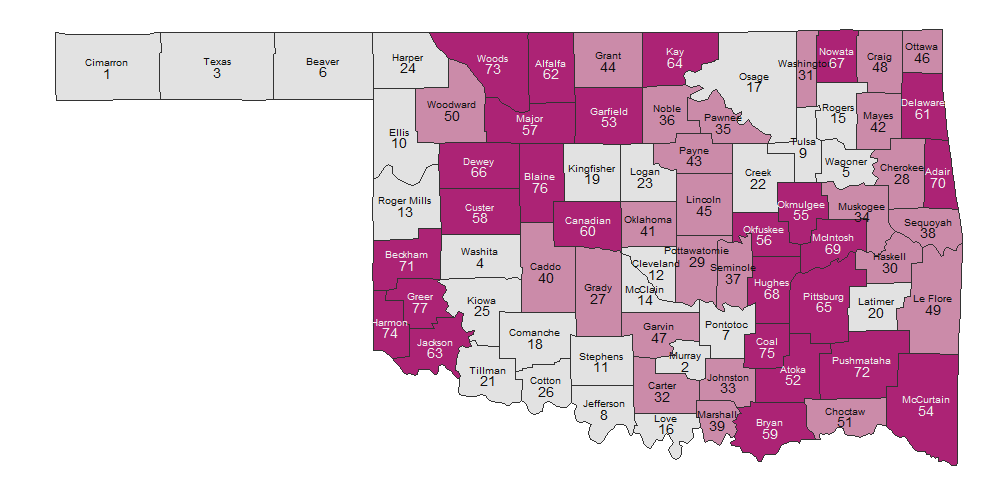 Cimarron
1
Texas
3
Beaver
6
Harper
24
Woods
73
Alfalfa
62
Grant
44
Kay
64
Osage
17
Washington
31
Nowata
67
Craig
48
Ottawa
46
Woodward
50
Major
57
Garfield
53
Noble
36
Pawnee
35
Rogers
15
Mayes
42
Delaware
61
Ellis
10
Dewey
66
Blaine
76
Kingfisher
19
Logan
23
Payne
43
Creek
22
Tulsa
9
Wagoner
5
Cherokee
28
Adair
70
Roger Mills
13
Custer
58
Canadian
60
Oklahoma
41
Lincoln
45
Okmulgee
55
Muskogee
34
Sequoyah
38
Beckham
71
Washita
4
Caddo
40
Grady
27
Cleveland
12
McClain
14
Pottawatomie
29
Seminole
37
Okfuskee
56
McIntosh
69
Haskell
30
Hughes
68
Pittsburg
65
Latimer
20
Le Flore
49
Greer
77
Kiowa
25
Harmon
74
Jackson
63
Comanche
18
Stephens
11
Garvin
47
Murray
2
Pontotoc
7
Coal
75
Atoka
52
Pushmataha
72
McCurtain
54
Tillman
21
Cotton
26
Jefferson
8
Carter
32
Johnston
33
Love
16
Marshall
39
Bryan
59
Choctaw
51